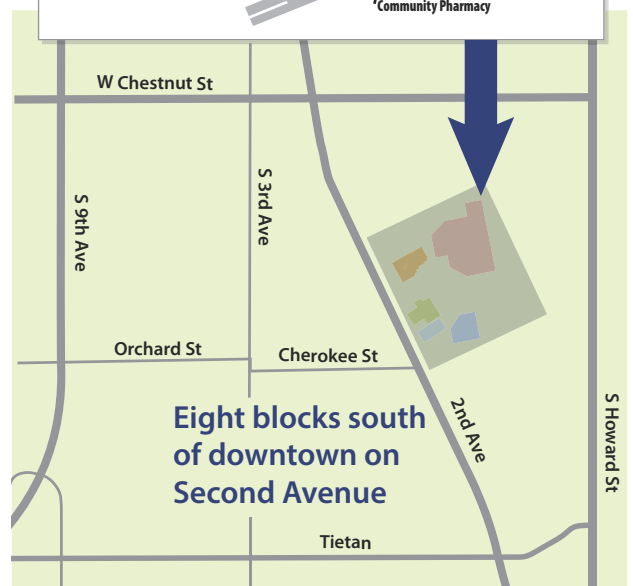 *Community Pharmacy
W Chestnut St
S 3rd Ave
S 9th Ave
Orchard St
Cherokee St
2nd Ave
S Howard St
Eight blocks south
of downtown on
Second Avenue
Tietan